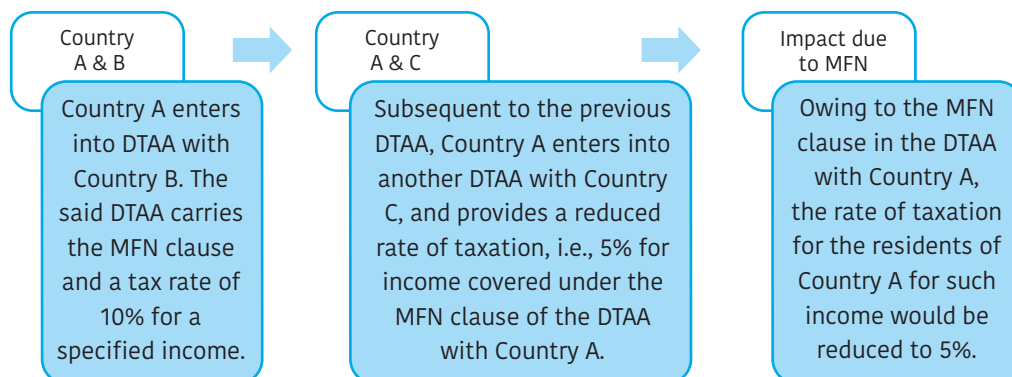 Country
A & B
Country A enters
into DTAA with
Country B. The
said DTAA carries
the MFN clause
and a tax rate of
10% for a
specified income.
Country
A & C
Subsequent to the previous
DTAA, Country A enters into
another DTAA with Country
C, and provides a reduced
rate of taxation, i.e., 5% for
income covered under the
MFN clause of the DTAA
with Country A.
Impact due
to MFN
Owing to the MFN
clause in the DTAA
with Country A,
the rate of taxation
for the residents of
Country A for such
income would be
reduced to 5%.